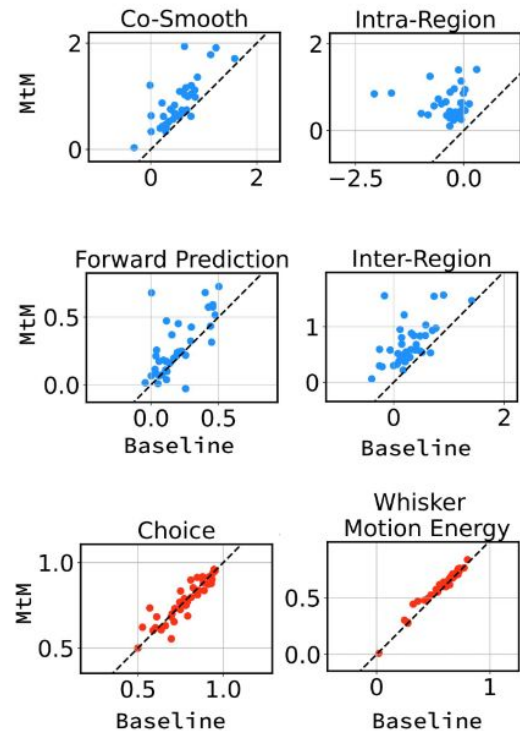 Co-Smooth
Intra-Region
MtM
2
0
0
2
1
0
−2.5
0.0
Forward Prediction
Inter-Region
MtM
0.5
0.0
0.0
0.5
Baseline
1
0
0
2
Baseline
Choice
Whisker
Motion Energy
MtM
1.0
0.5
0.5
1.0
Baseline
0.5
0.0
0
1
Baseline